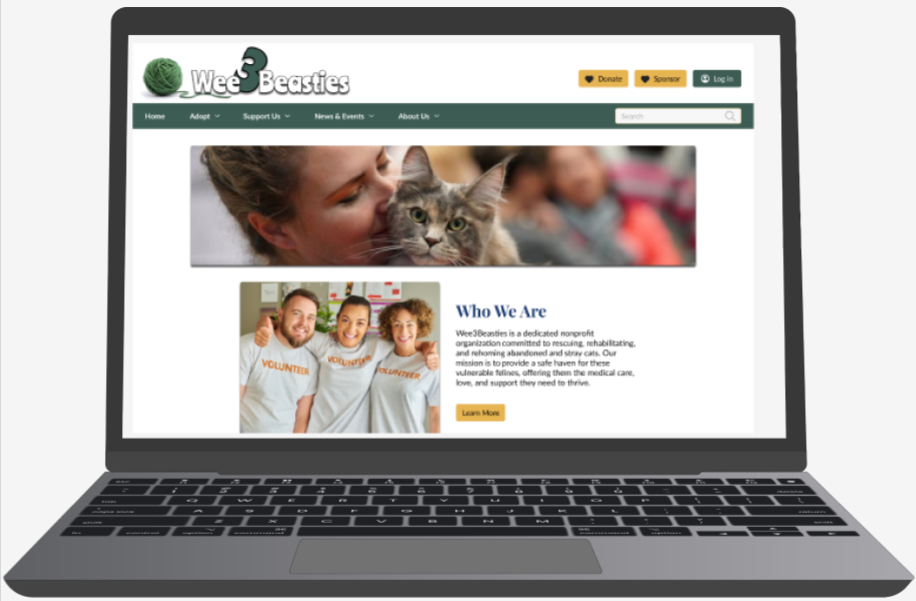 Wee3Beasties
Donate
Sponsor
Log In
Home
Adopt
Support Us
News & Events
About Us
Search
VOLUNTEER
VOLUNTEER
VOLUNTEER
Who We Are
Wee3Beasties is a dedicated nonprofit
organization committed to rescuing, rehabilitating,
and rehoming abandoned and stray cats. Our
mission is to provide a safe haven for these
vulnerable felines, offering them the medical care,
love, and support they need to thrive.
Learn More
esc
Q W E R T Y U I O P
A S D F G H J K L
Z X C V B N M